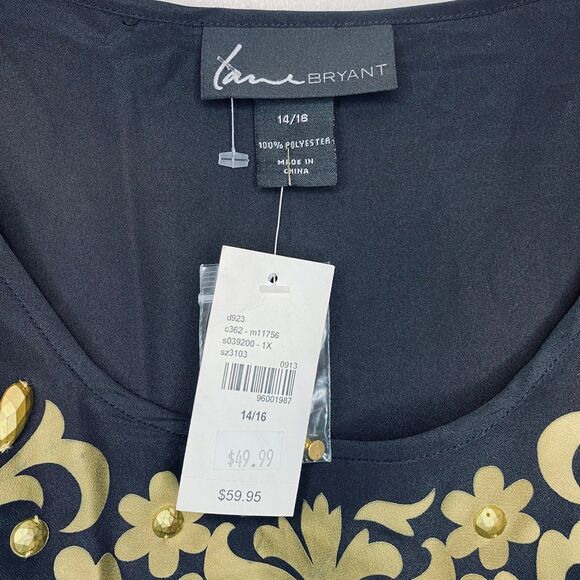 Lane BRYANT
14/16
100% POLYESTER
MADE IN
CHINA
d923
c362 - m11756
s039200 - 1X
sz3103
0913
96001987
14/16
$49.99
$59.95